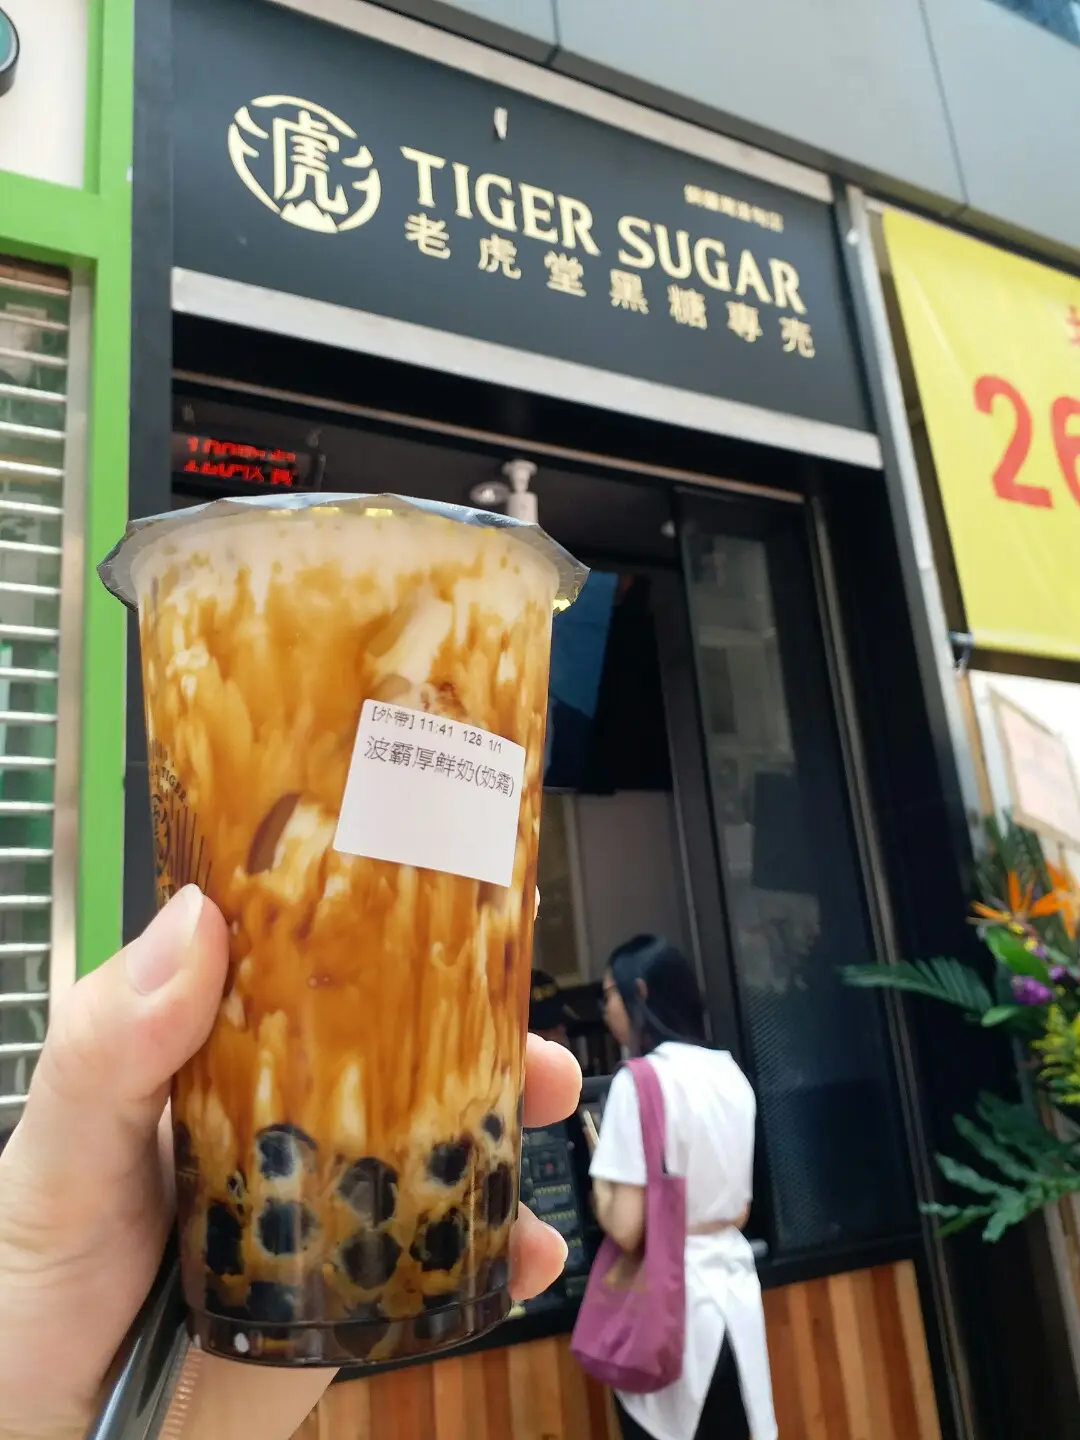 虎
TIGER SUGAR
老虎堂黑糖專売
26
[外帶] 11:41 128 1/1
波霸厚鮮奶(奶霜)
TIGER